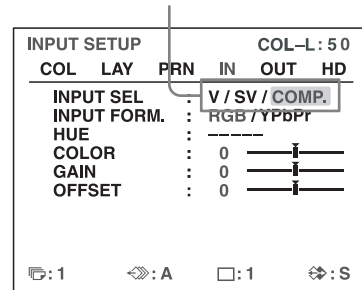 INPUT SETUP COL–L:50
COL LAY PRN IN OUT HD
INPUT SEL : V / SV / COMP.
INPUT FORM. : RGB / YPbPr
HUE : –––––
COLOR : 0
GAIN : 0
OFFSET : 0
:1 :A :1 :S